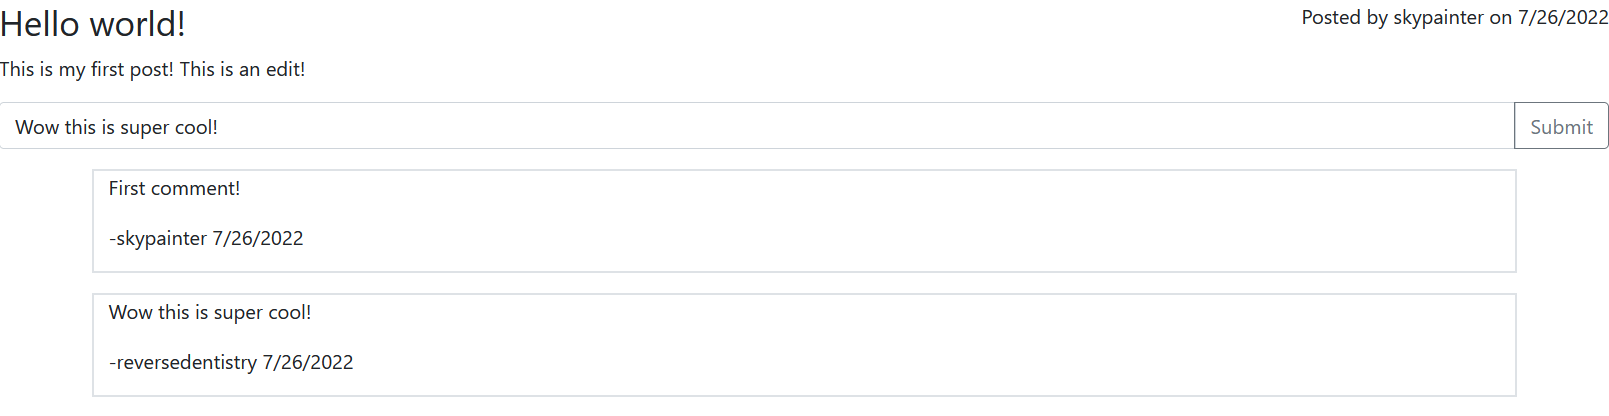 Hello world!
Posted by skypainter on 7/26/2022
This is my first post! This is an edit!
Wow this is super cool!
Submit
First comment!
-skypainter 7/26/2022
Wow this is super cool!
-reversedentistry 7/26/2022